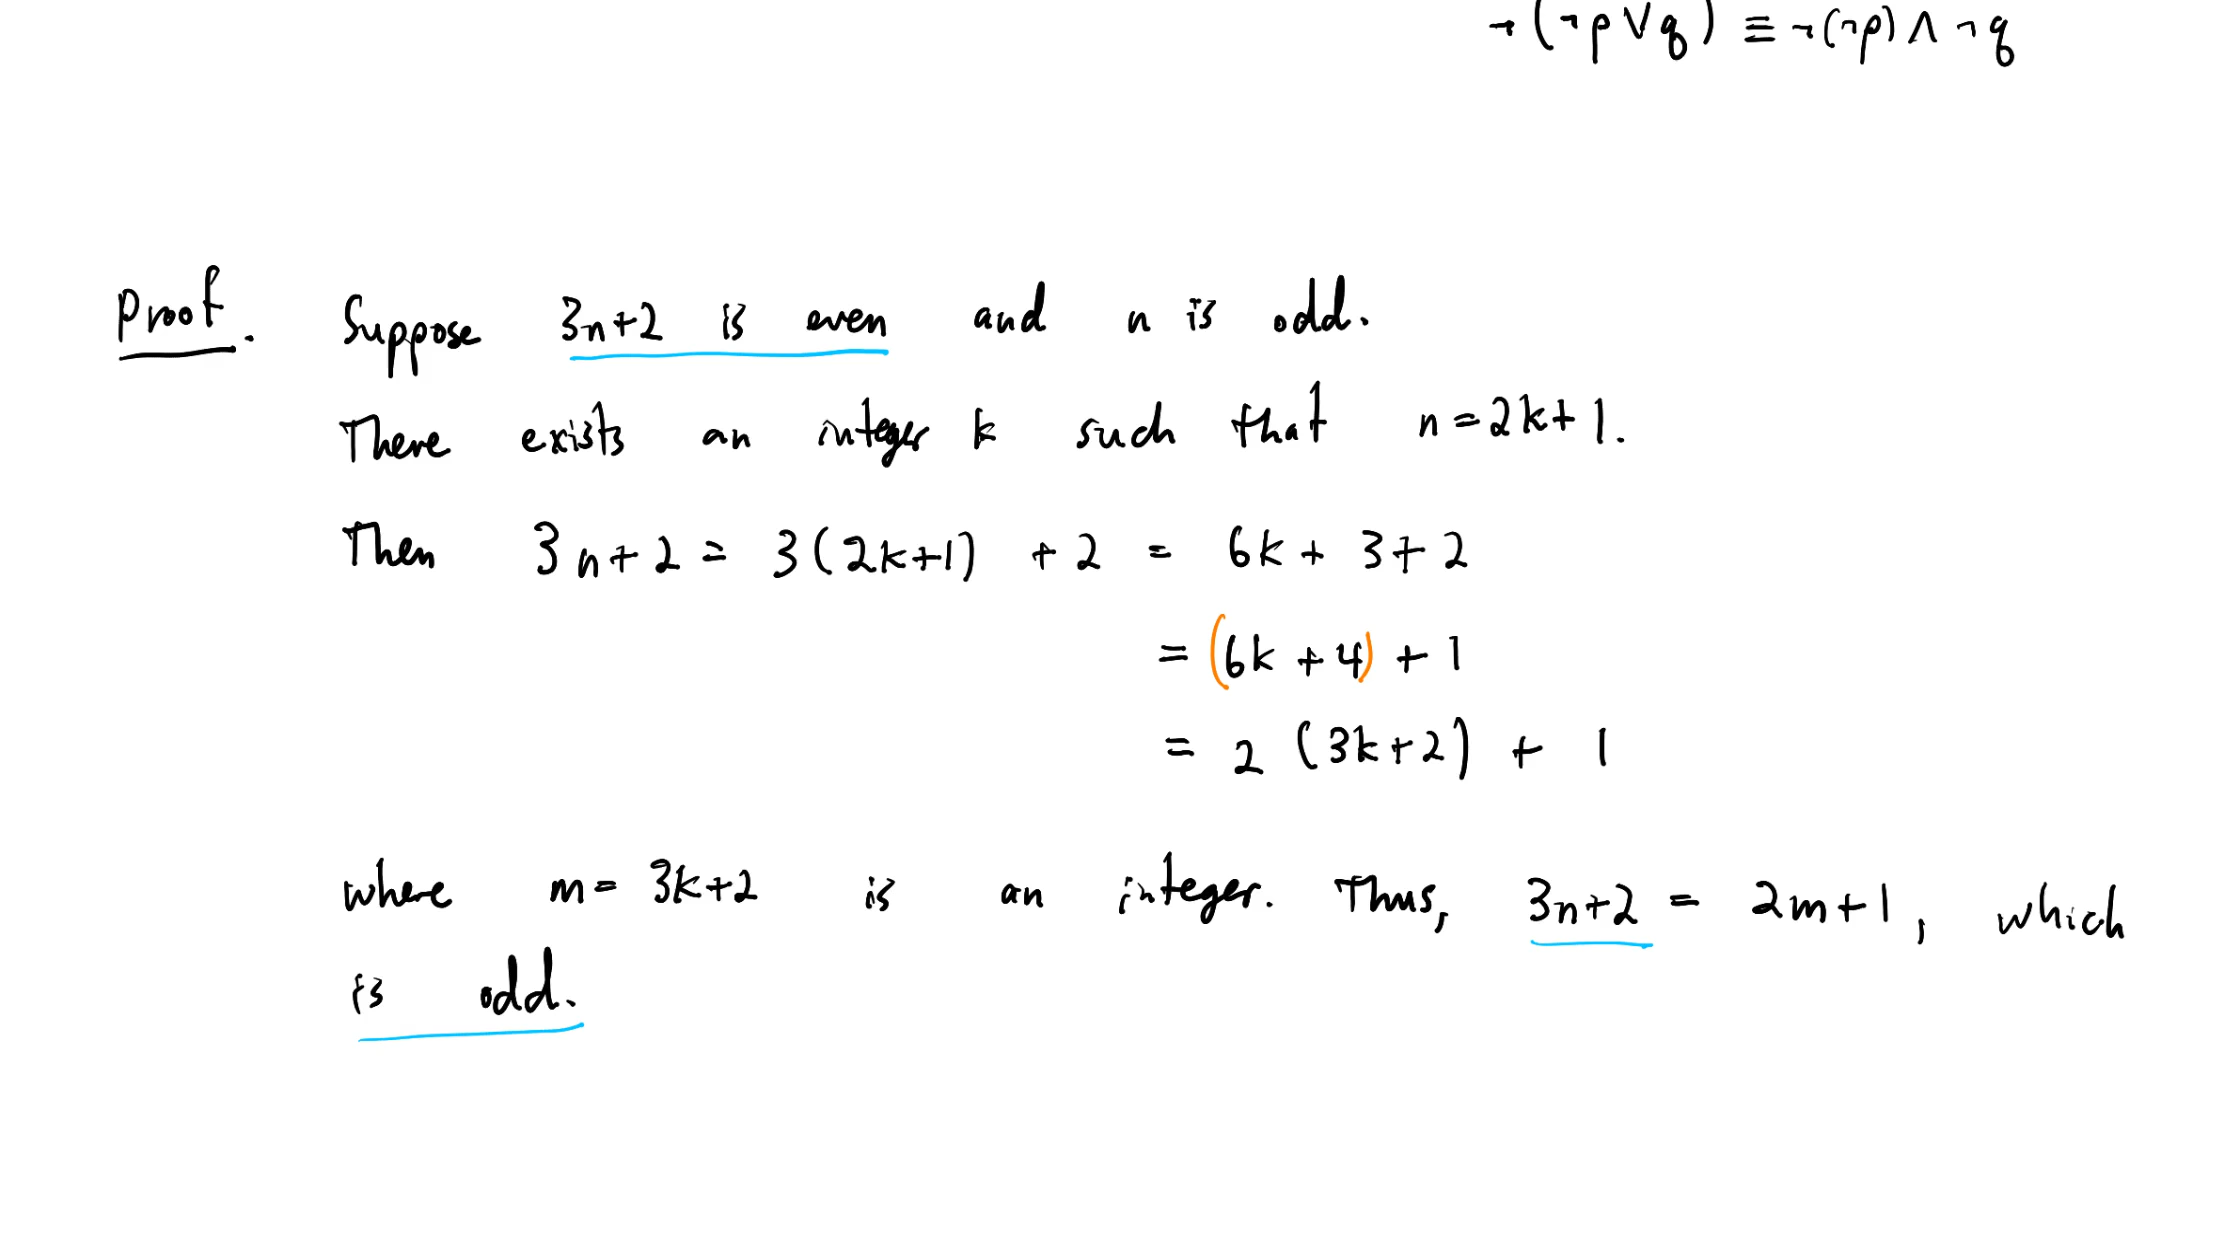 ¬(¬p∨q) ≡ ¬(¬p)∧¬q
Proof. Suppose 3n+2 is even and n is odd.
There exists an integer k such that n=2k+1.
Then 3n+2 = 3(2k+1) + 2 = 6k + 3+2
= (6k+4) + 1
= 2 (3k+2) + 1
where m= 3k+2 is an integer. Thus, 3n+2 = 2m+1, which
is odd.